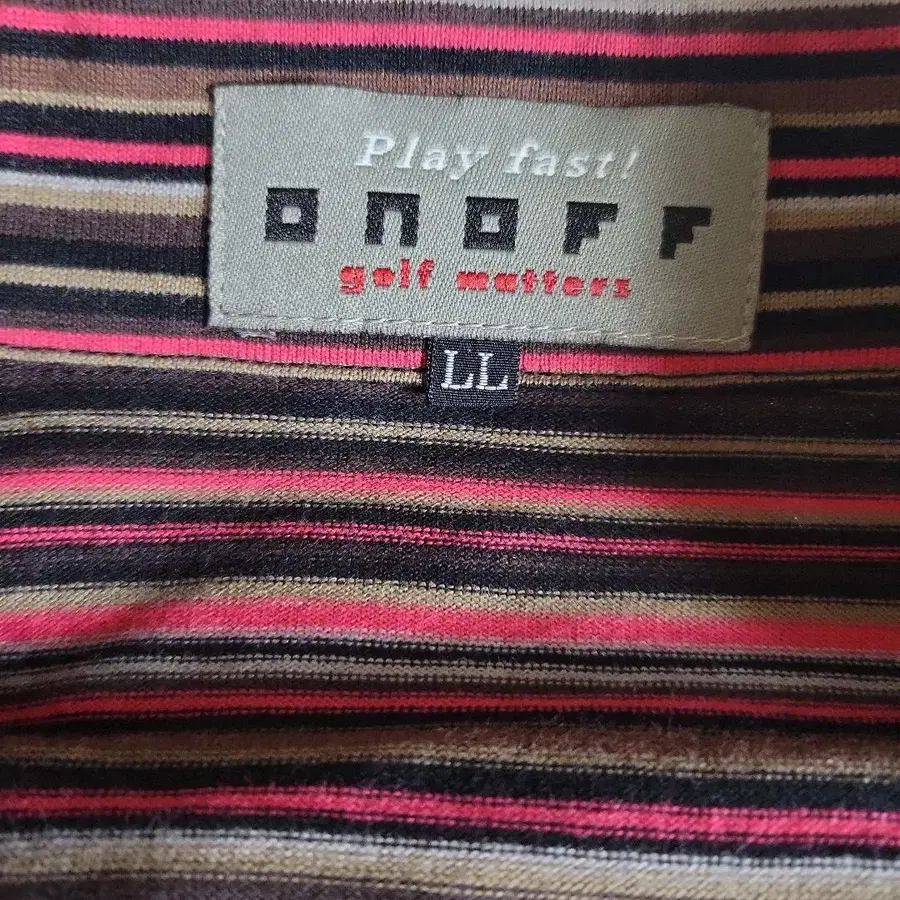 Play fast!
ONOFF
golf matters
LL